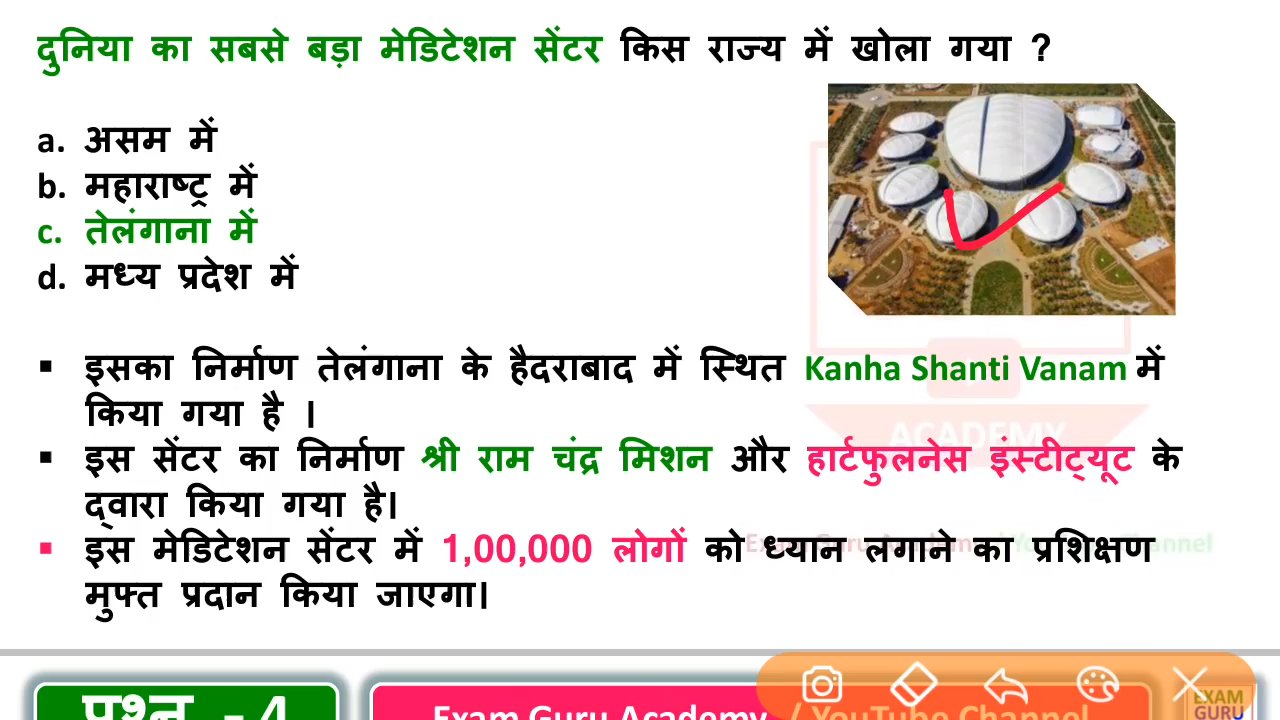 दुनिया का सबसे बड़ा मेडिटेशन सेंटर किस राज्य में खोला गया ?
a. असम में
b. महाराष्ट्र में
c. तेलंगाना में
d. मध्य प्रदेश में
▪ इसका निर्माण तेलंगाना के हैदराबाद में स्थित Kanha Shanti Vanam में
किया गया है ।
ACADEMY
▪ इस सेंटर का निर्माण श्री राम चंद्र मिशन और हार्टफुलनेस इंस्टीट्यूट के
द्वारा किया गया है।
▪ इस मेडिटेशन सेंटर में 1,00,000 लोगों को ध्यान लगाने का प्रशिक्षण
मुफ्त प्रदान किया जाएगा।
प्रश्न - 4
Exam Guru Academy / YouTube Channel
EXAM
GURU